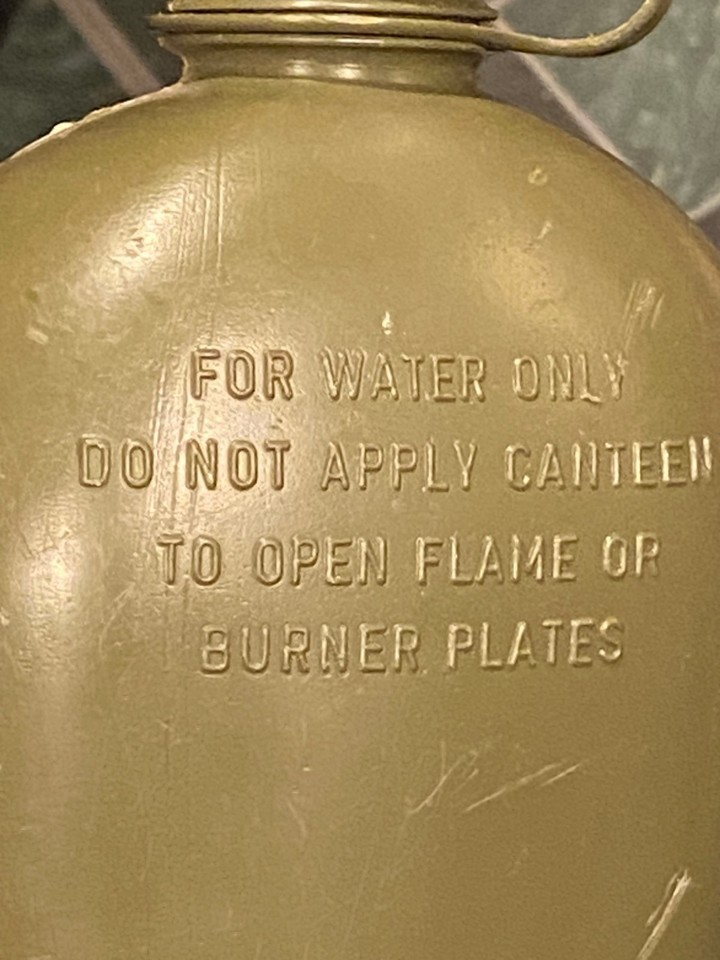 FOR WATER ONLY
DO NOT APPLY CANTEEN
TO OPEN FLAME OR
BURNER PLATES